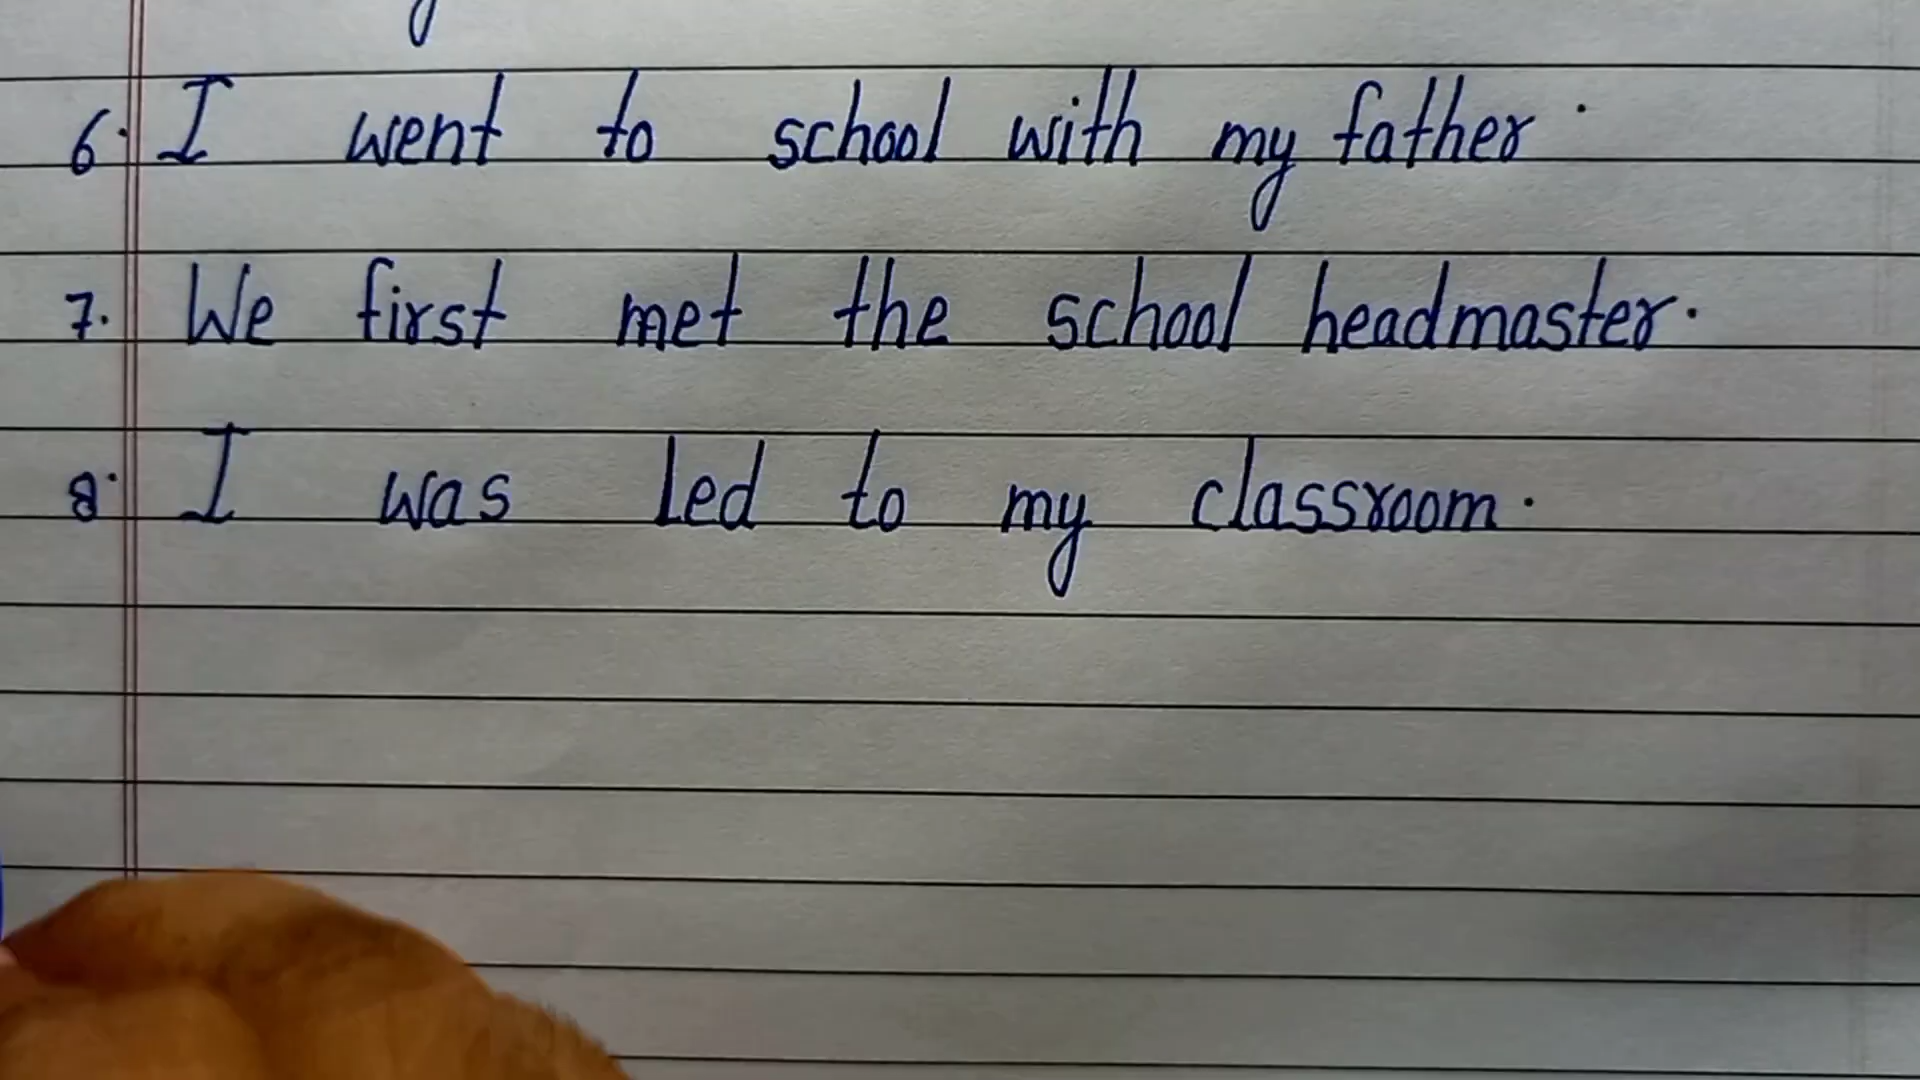 6. I went to school with my father.
7. We first met the school headmaster.
8. I was led to my classroom.